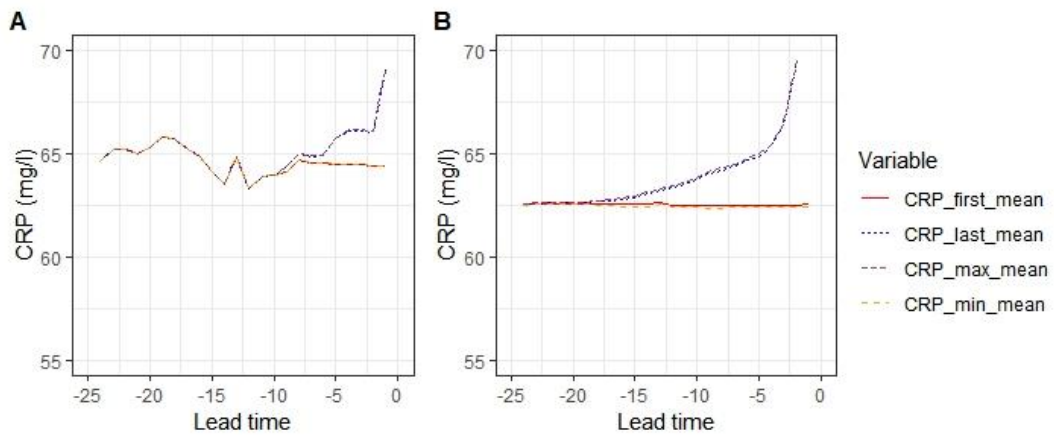 A
B
CRP (mg/l)
70
65
60
55
-25
-20
-15
-10
-5
0
Lead time
CRP (mg/l)
70
65
60
55
-25
-20
-15
-10
-5
0
Lead time
Variable
CRP_first_mean
CRP_last_mean
CRP_max_mean
CRP_min_mean